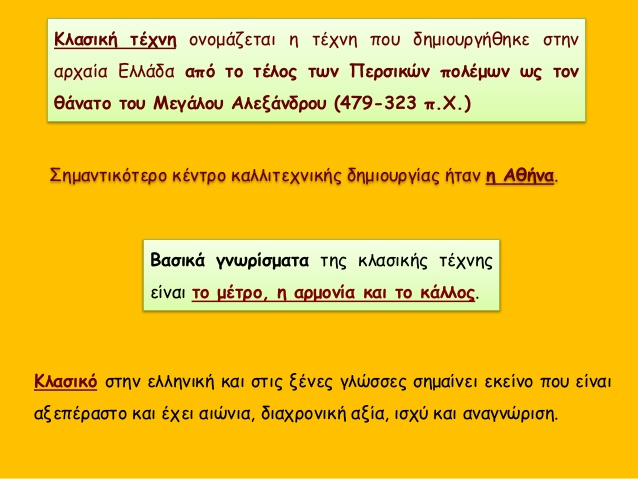 Κλασική τέχνη ονομάζεται η τέχνη που δημιουργήθηκε στην
αρχαία Ελλάδα από το τέλος των Περσικών πολέμων ως τον
θάνατο του Μεγάλου Αλεξάνδρου (479-323 π.Χ.)
Σημαντικότερο κέντρο καλλιτεχνικής δημιουργίας ήταν η Αθήνα.
Βασικά γνωρίσματα της κλασικής τέχνης
είναι το μέτρο, η αρμονία και το κάλλος.
Κλασικό στην ελληνική και στις ξένες γλώσσες σημαίνει εκείνο που είναι
αξεπέραστο και έχει αιώνια, διαχρονική αξία, ισχύ και αναγνώριση.